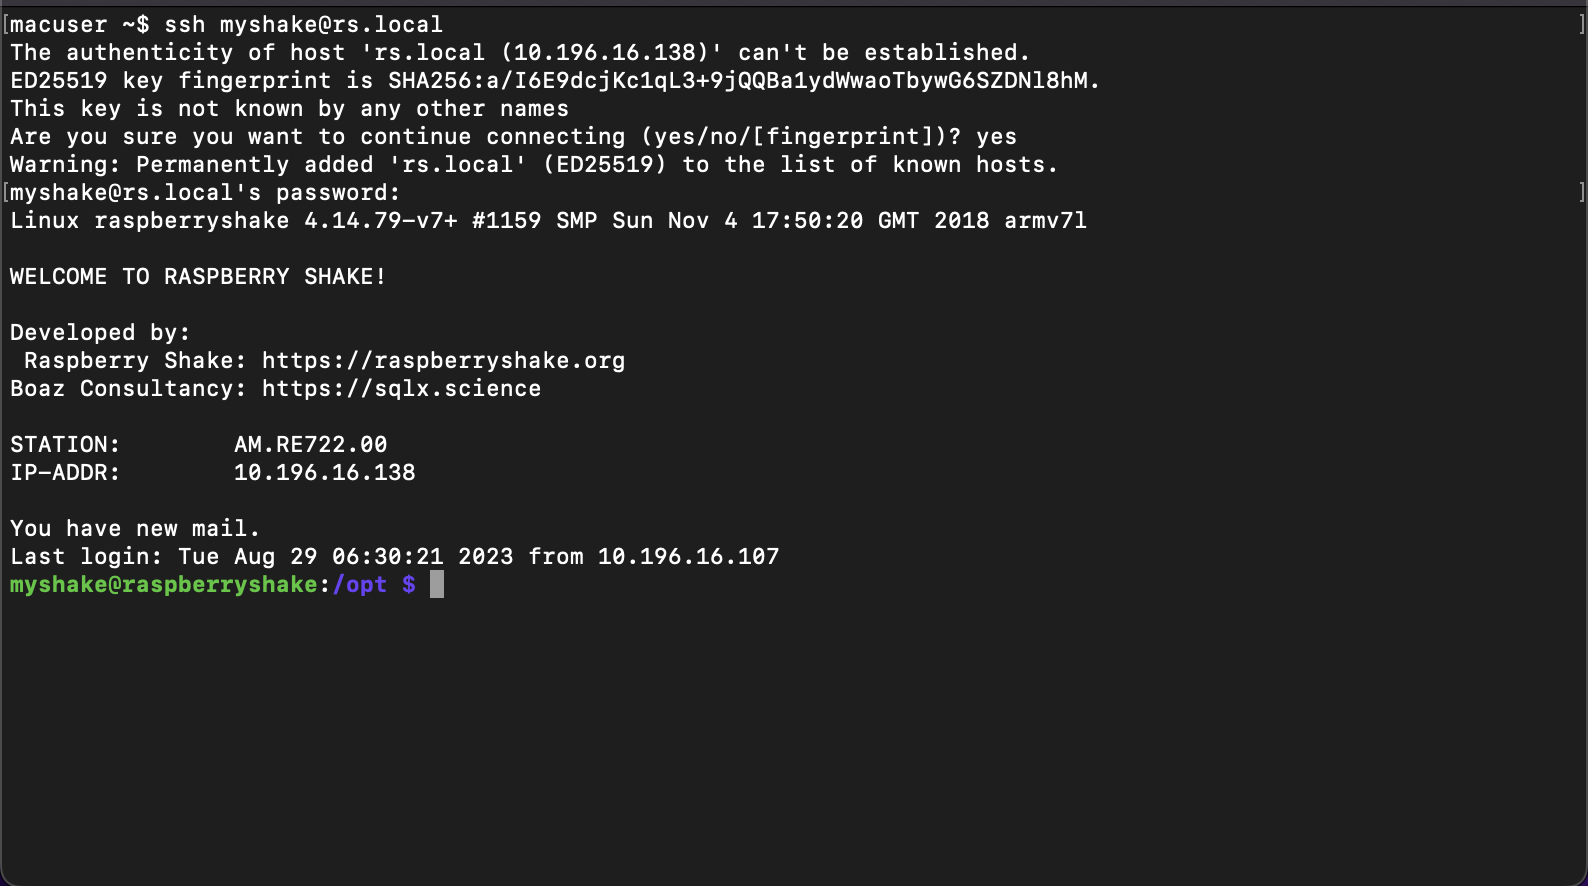 [macuser ~$ ssh myshake@rs.local ]
The authenticity of host 'rs.local (10.196.16.138)' can't be established.
ED25519 key fingerprint is SHA256:a/I6E9dcjKc1qL3+9jQQBa1ydWwaoTbywG6SZDNl8hM.
This key is not known by any other names
Are you sure you want to continue connecting (yes/no/[fingerprint])? yes
Warning: Permanently added 'rs.local' (ED25519) to the list of known hosts.
[myshake@rs.local's password: ]
Linux raspberryshake 4.14.79-v7+ #1159 SMP Sun Nov 4 17:50:20 GMT 2018 armv7l
WELCOME TO RASPBERRY SHAKE!
Developed by:
Raspberry Shake: https://raspberryshake.org
Boaz Consultancy: https://sqlx.science
STATION: AM.RE722.00
IP-ADDR: 10.196.16.138
You have new mail.
Last login: Tue Aug 29 06:30:21 2023 from 10.196.16.107
myshake@raspberryshake:/opt $